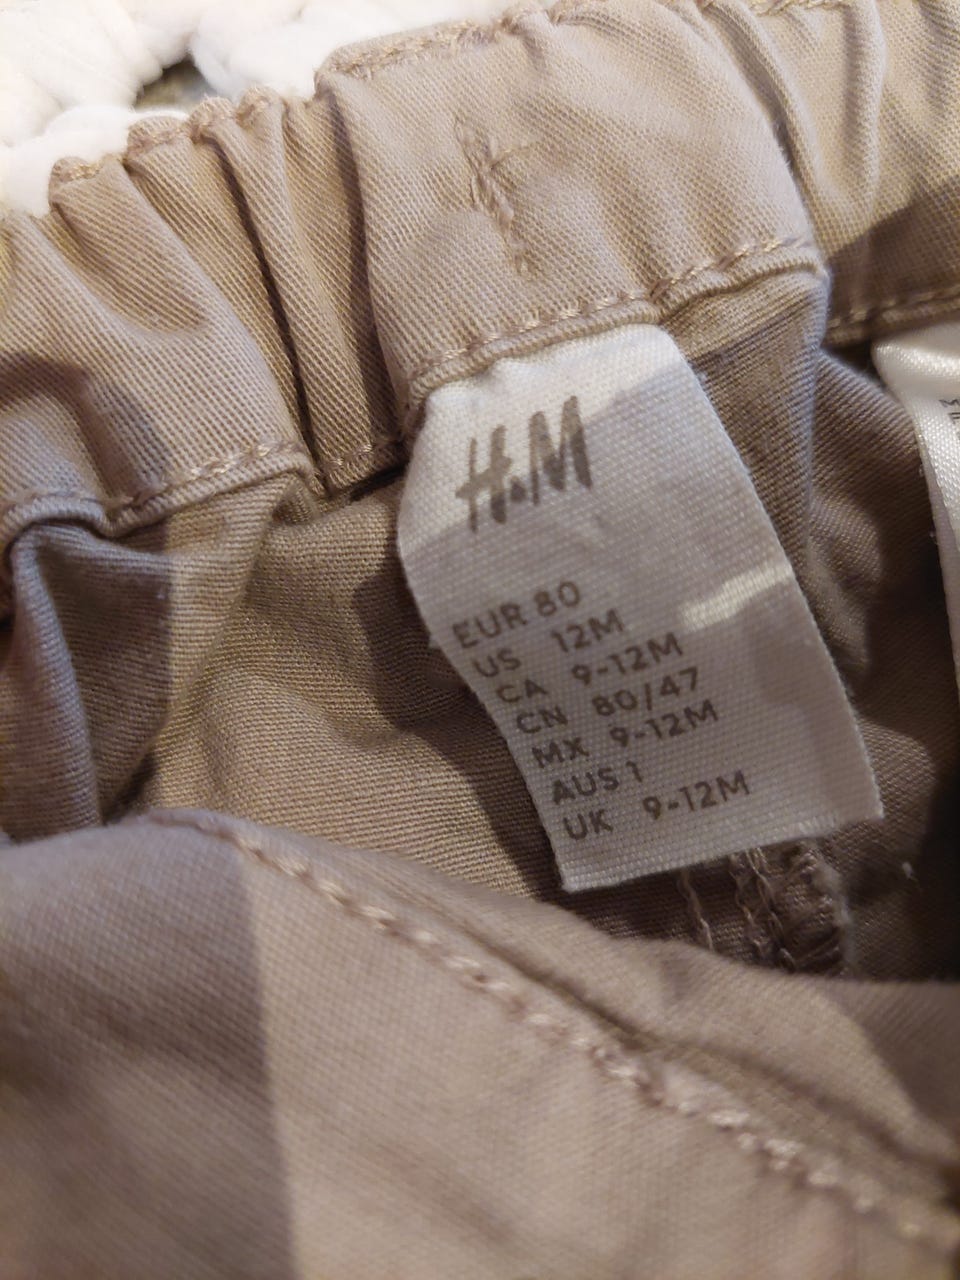 H&M
EUR 80
US 12M
CA 9-12M
CN 80/47
MX 9-12M
AUS 1
UK 9-12M